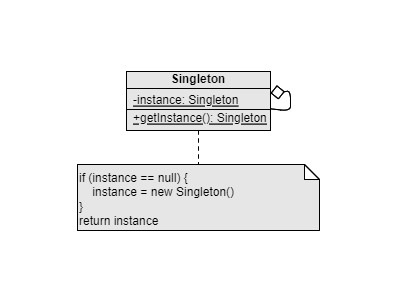 Singleton
-instance: Singleton
+getInstance(): Singleton
if (instance == null) {
    instance = new Singleton()
}
return instance